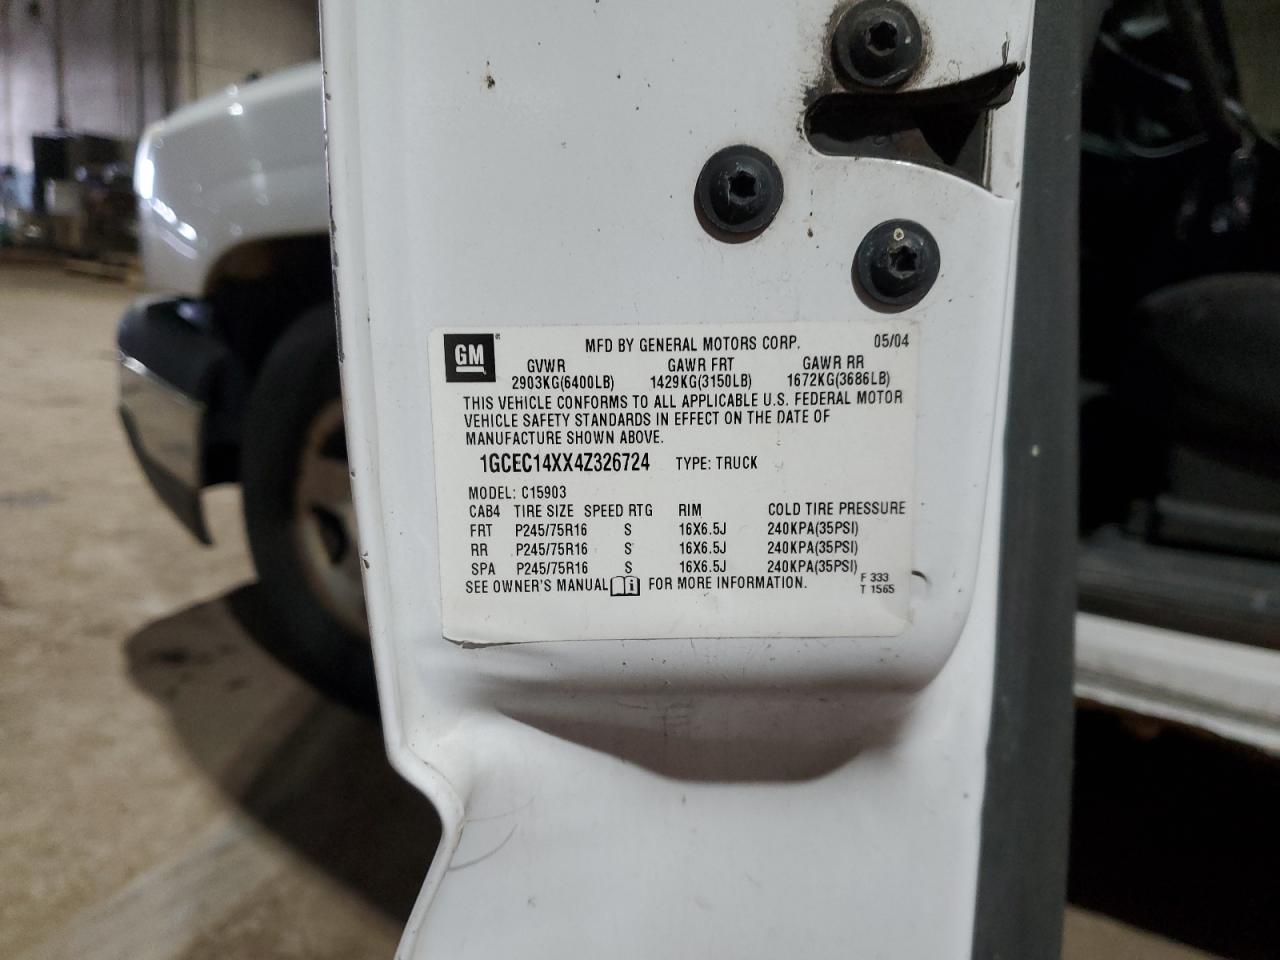 GM
MFD BY GENERAL MOTORS CORP. 05/04
GVWR GAWR FRT GAWR RR
2903KG(6400LB) 1429KG(3150LB) 1672KG(3686LB)
THIS VEHICLE CONFORMS TO ALL APPLICABLE U.S. FEDERAL MOTOR
VEHICLE SAFETY STANDARDS IN EFFECT ON THE DATE OF
MANUFACTURE SHOWN ABOVE.
1GCEC14XX4Z326724 TYPE: TRUCK
MODEL: C15903
CAB4 TIRE SIZE SPEED RTG RIM COLD TIRE PRESSURE
FRT P245/75R16 S 16X6.5J 240KPA(35PSI)
RR P245/75R16 S 16X6.5J 240KPA(35PSI)
SPA P245/75R16 S 16X6.5J 240KPA(35PSI)
SEE OWNER'S MANUAL i FOR MORE INFORMATION.
F 333
T 1565